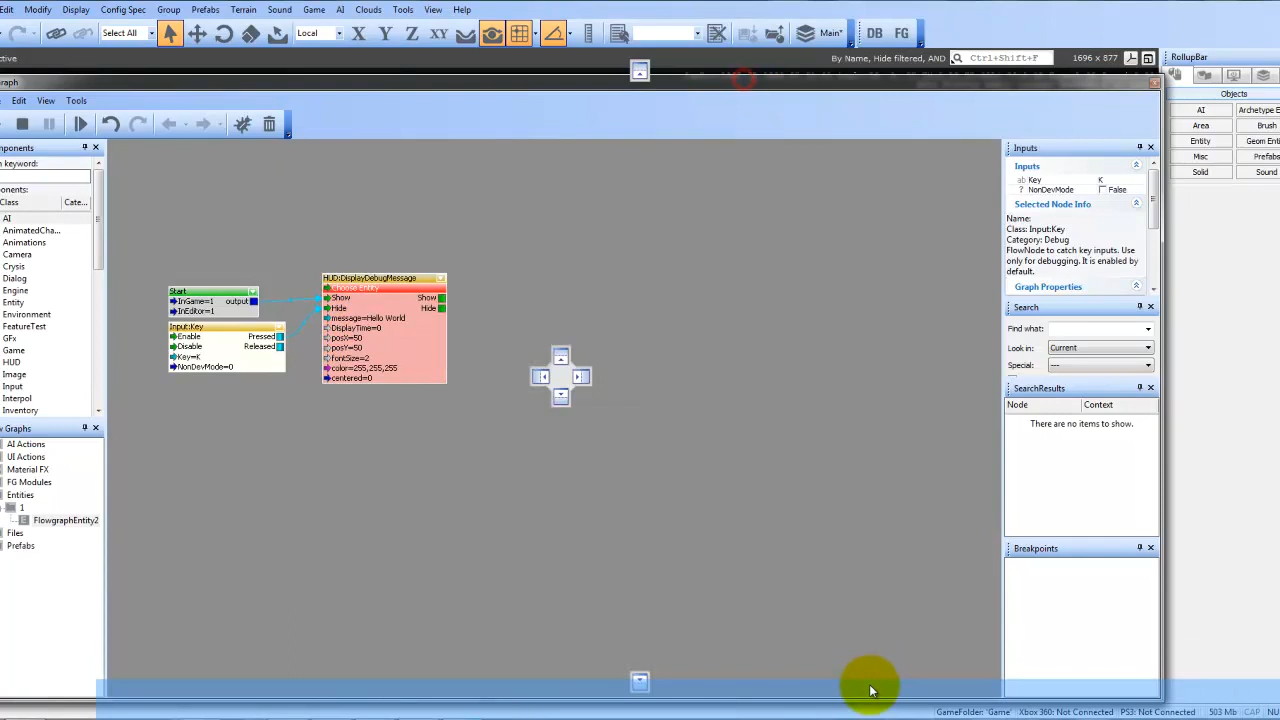 Edit Modify Display Config Spec Group Prefabs Terrain Sound Game AI Clouds Tools View Help
Select All Local X Y Z XY Main* DB FG
ctive By Name, Hide filtered, AND Ctrl+Shift+F 1696 x 877 RollupBar
graph
Edit View Tools
Objects
AI Archetype E
Area Brush
Entity Geom Enti
Misc Prefabs
Solid Sound
mponents
h keyword:
ponents:
Class Cate...
AI
AnimatedCha...
Animations
Camera
Crysis
Dialog
Engine
Entity
Environment
FeatureTest
GFx
Game
HUD
Image
Input
Interpol
Inventory
w Graphs
AI Actions
UI Actions
Material FX
FG Modules
Entities
1
FlowgraphEntity2
Files
Prefabs
Start
InGame=1 output
InEditor=1
Input:Key
Enable Pressed
Disable Released
Key=K
NonDevMode=0
HUD:DisplayDebugMessage
Choose Entity
Show Show
Hide Hide
message=Hello World
DisplayTime=0
posX=50
posY=50
fontSize=2
color=255,255,255
centered=0
Inputs
Inputs
ab Key K
? NonDevMode False
Selected Node Info
Name:
Class: Input:Key
Category: Debug
FlowNode to catch key inputs. Use
only for debugging. It is enabled by
default.
Graph Properties
Search
Find what:
Look in: Current
Special: ---
SearchResults
Node Context
There are no items to show.
Breakpoints
GameFolder: 'Game' Xbox 360: Not Connected PS3: Not Connected 503 Mb CAP NU